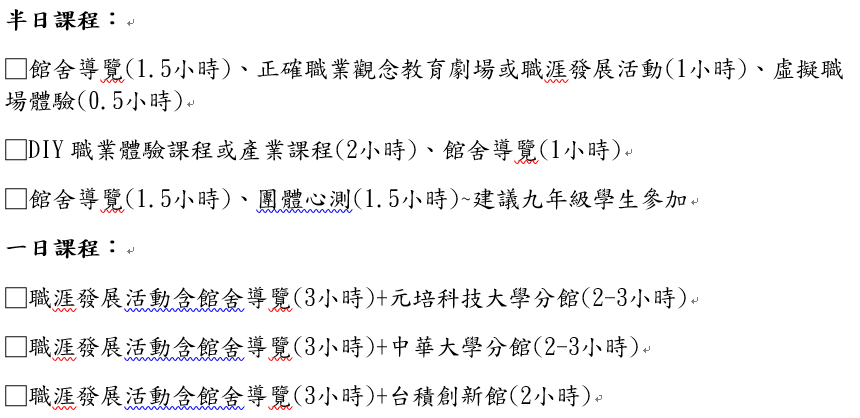 半日課程：
□館舍導覽(1.5小時)、正確職業觀念教育劇場或職涯發展活動(1小時)、虛擬職
場體驗(0.5小時)
□DIY 職業體驗課程或產業課程(2小時)、館舍導覽(1小時)
□館舍導覽(1.5小時)、團體心測(1.5小時)~建議九年級學生參加
一日課程：
□職涯發展活動含館舍導覽(3小時)+元培科技大學分館(2-3小時)
□職涯發展活動含館舍導覽(3小時)+中華大學分館(2-3小時)
□職涯發展活動含館舍導覽(3小時)+台積創新館(2小時)